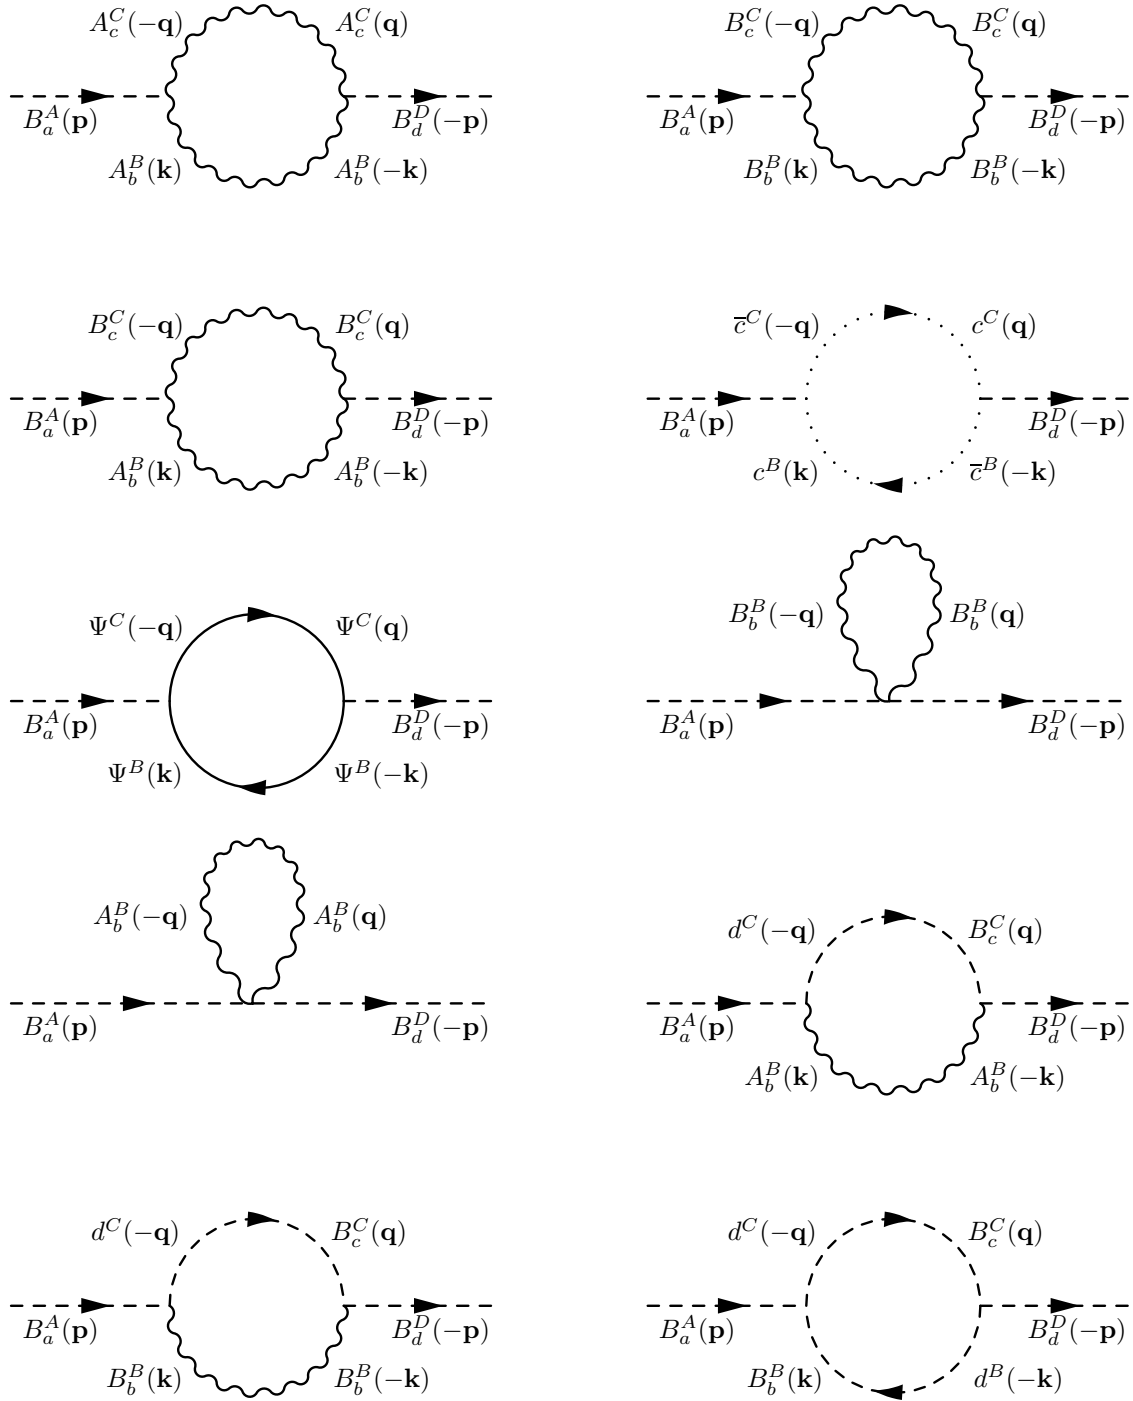 A_c^C(−q) A_c^C(q) B_c^C(−q) B_c^C(q)
B_a^A(p) B_d^D(−p) B_a^A(p) B_d^D(−p)
A_b^B(k) A_b^B(−k) B_b^B(k) B_b^B(−k)
B_c^C(−q) B_c^C(q) c̅^C(−q) c^C(q)
B_a^A(p) B_d^D(−p) B_a^A(p) B_d^D(−p)
A_b^B(k) A_b^B(−k) c^B(k) c̅^B(−k)
Ψ^C(−q) Ψ^C(q) B_b^B(−q) B_b^B(q)
B_a^A(p) B_d^D(−p) B_a^A(p) B_d^D(−p)
Ψ^B(k) Ψ^B(−k)
A_b^B(−q) A_b^B(q) d^C(−q) B_c^C(q)
B_a^A(p) B_d^D(−p) B_a^A(p) B_d^D(−p)
A_b^B(k) A_b^B(−k)
d^C(−q) B_c^C(q) d^C(−q) B_c^C(q)
B_a^A(p) B_d^D(−p) B_a^A(p) B_d^D(−p)
B_b^B(k) B_b^B(−k) B_b^B(k) d^B(−k)